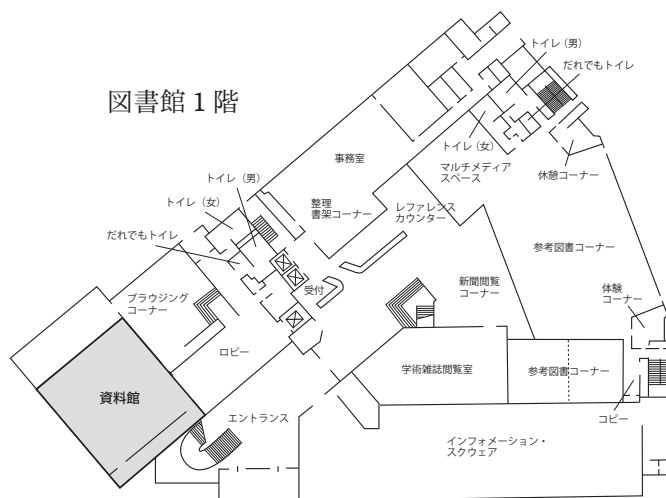 図書館 1 階
トイレ（男）
だれでもトイレ
トイレ（女）
マルチメディア
スペース
休憩コーナー
事務室
トイレ（男）
トイレ（女）
だれでもトイレ
整理
書架コーナー
レファレンス
カウンター
参考図書コーナー
新聞閲覧
コーナー
受付
体験
コーナー
ブラウジング
コーナー
ロビー
学術雑誌閲覧室
参考図書コーナー
資料館
エントランス
コピー
インフォメーション・
スクウェア